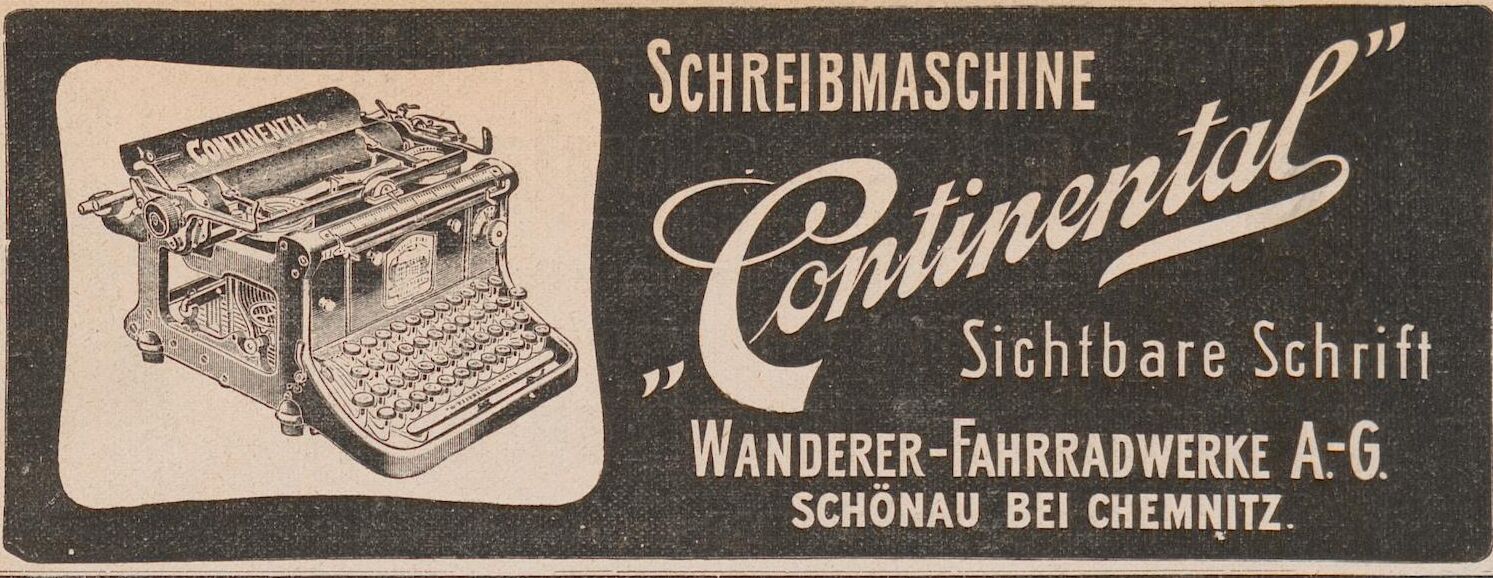 CONTINENTAL
SCHREIBMASCHINE
„Continental”
Sichtbare Schrift
WANDERER-FAHRRADWERKE A.-G.
SCHÖNAU BEI CHEMNITZ.